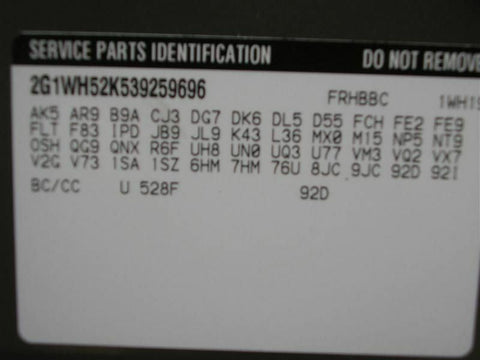 SERVICE PARTS IDENTIFICATION DO NOT REMOVE
2G1WH52K539259696 FRHB8C 1WH19
AK5 AR9 B9A CJ3 DG7 DK6 DL5 D55 FCH FE2 FE9
FLT F83 IPD JB9 JL9 K43 L36 MX0 M15 NP5 NT9
OSH QG9 QNX R6F UH8 UN0 UQ3 U77 VM3 VQ2 VX7
V2G V73 1SA 1SZ 6HM 7HM 76U 8JC 9JC 92D 92I
BC/CC U 528F 92D